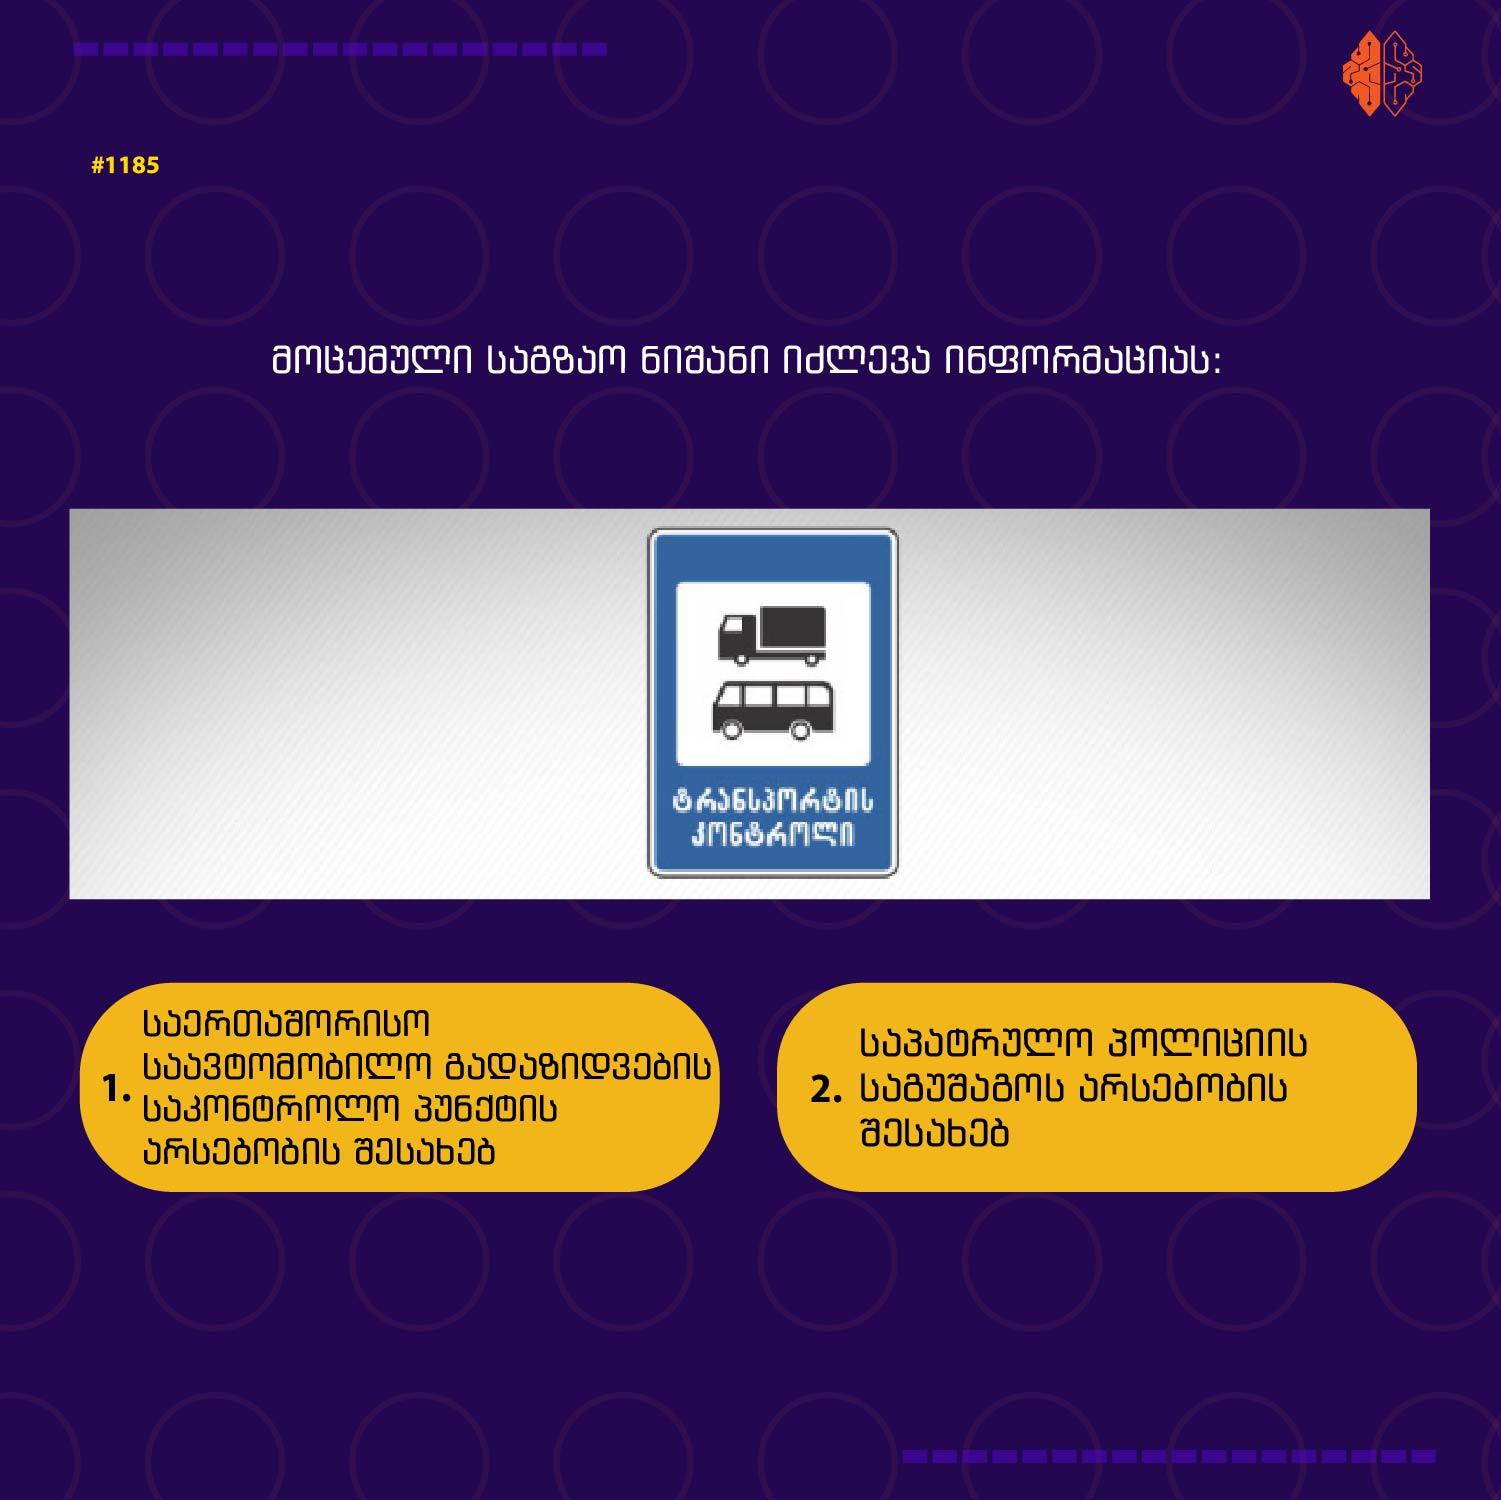 #1185
მოცემული საგზაო ნიშანი იძლევა ინფორმაციას:
ტრანსპორტის
კონტროლი
1. საერთაშორისო
საავტომობილო გადაზიდვების
საკონტროლო პუნქტის
არსებობის შესახებ
2. საპატრულო პოლიციის
საგუშაგოს არსებობის
შესახებ